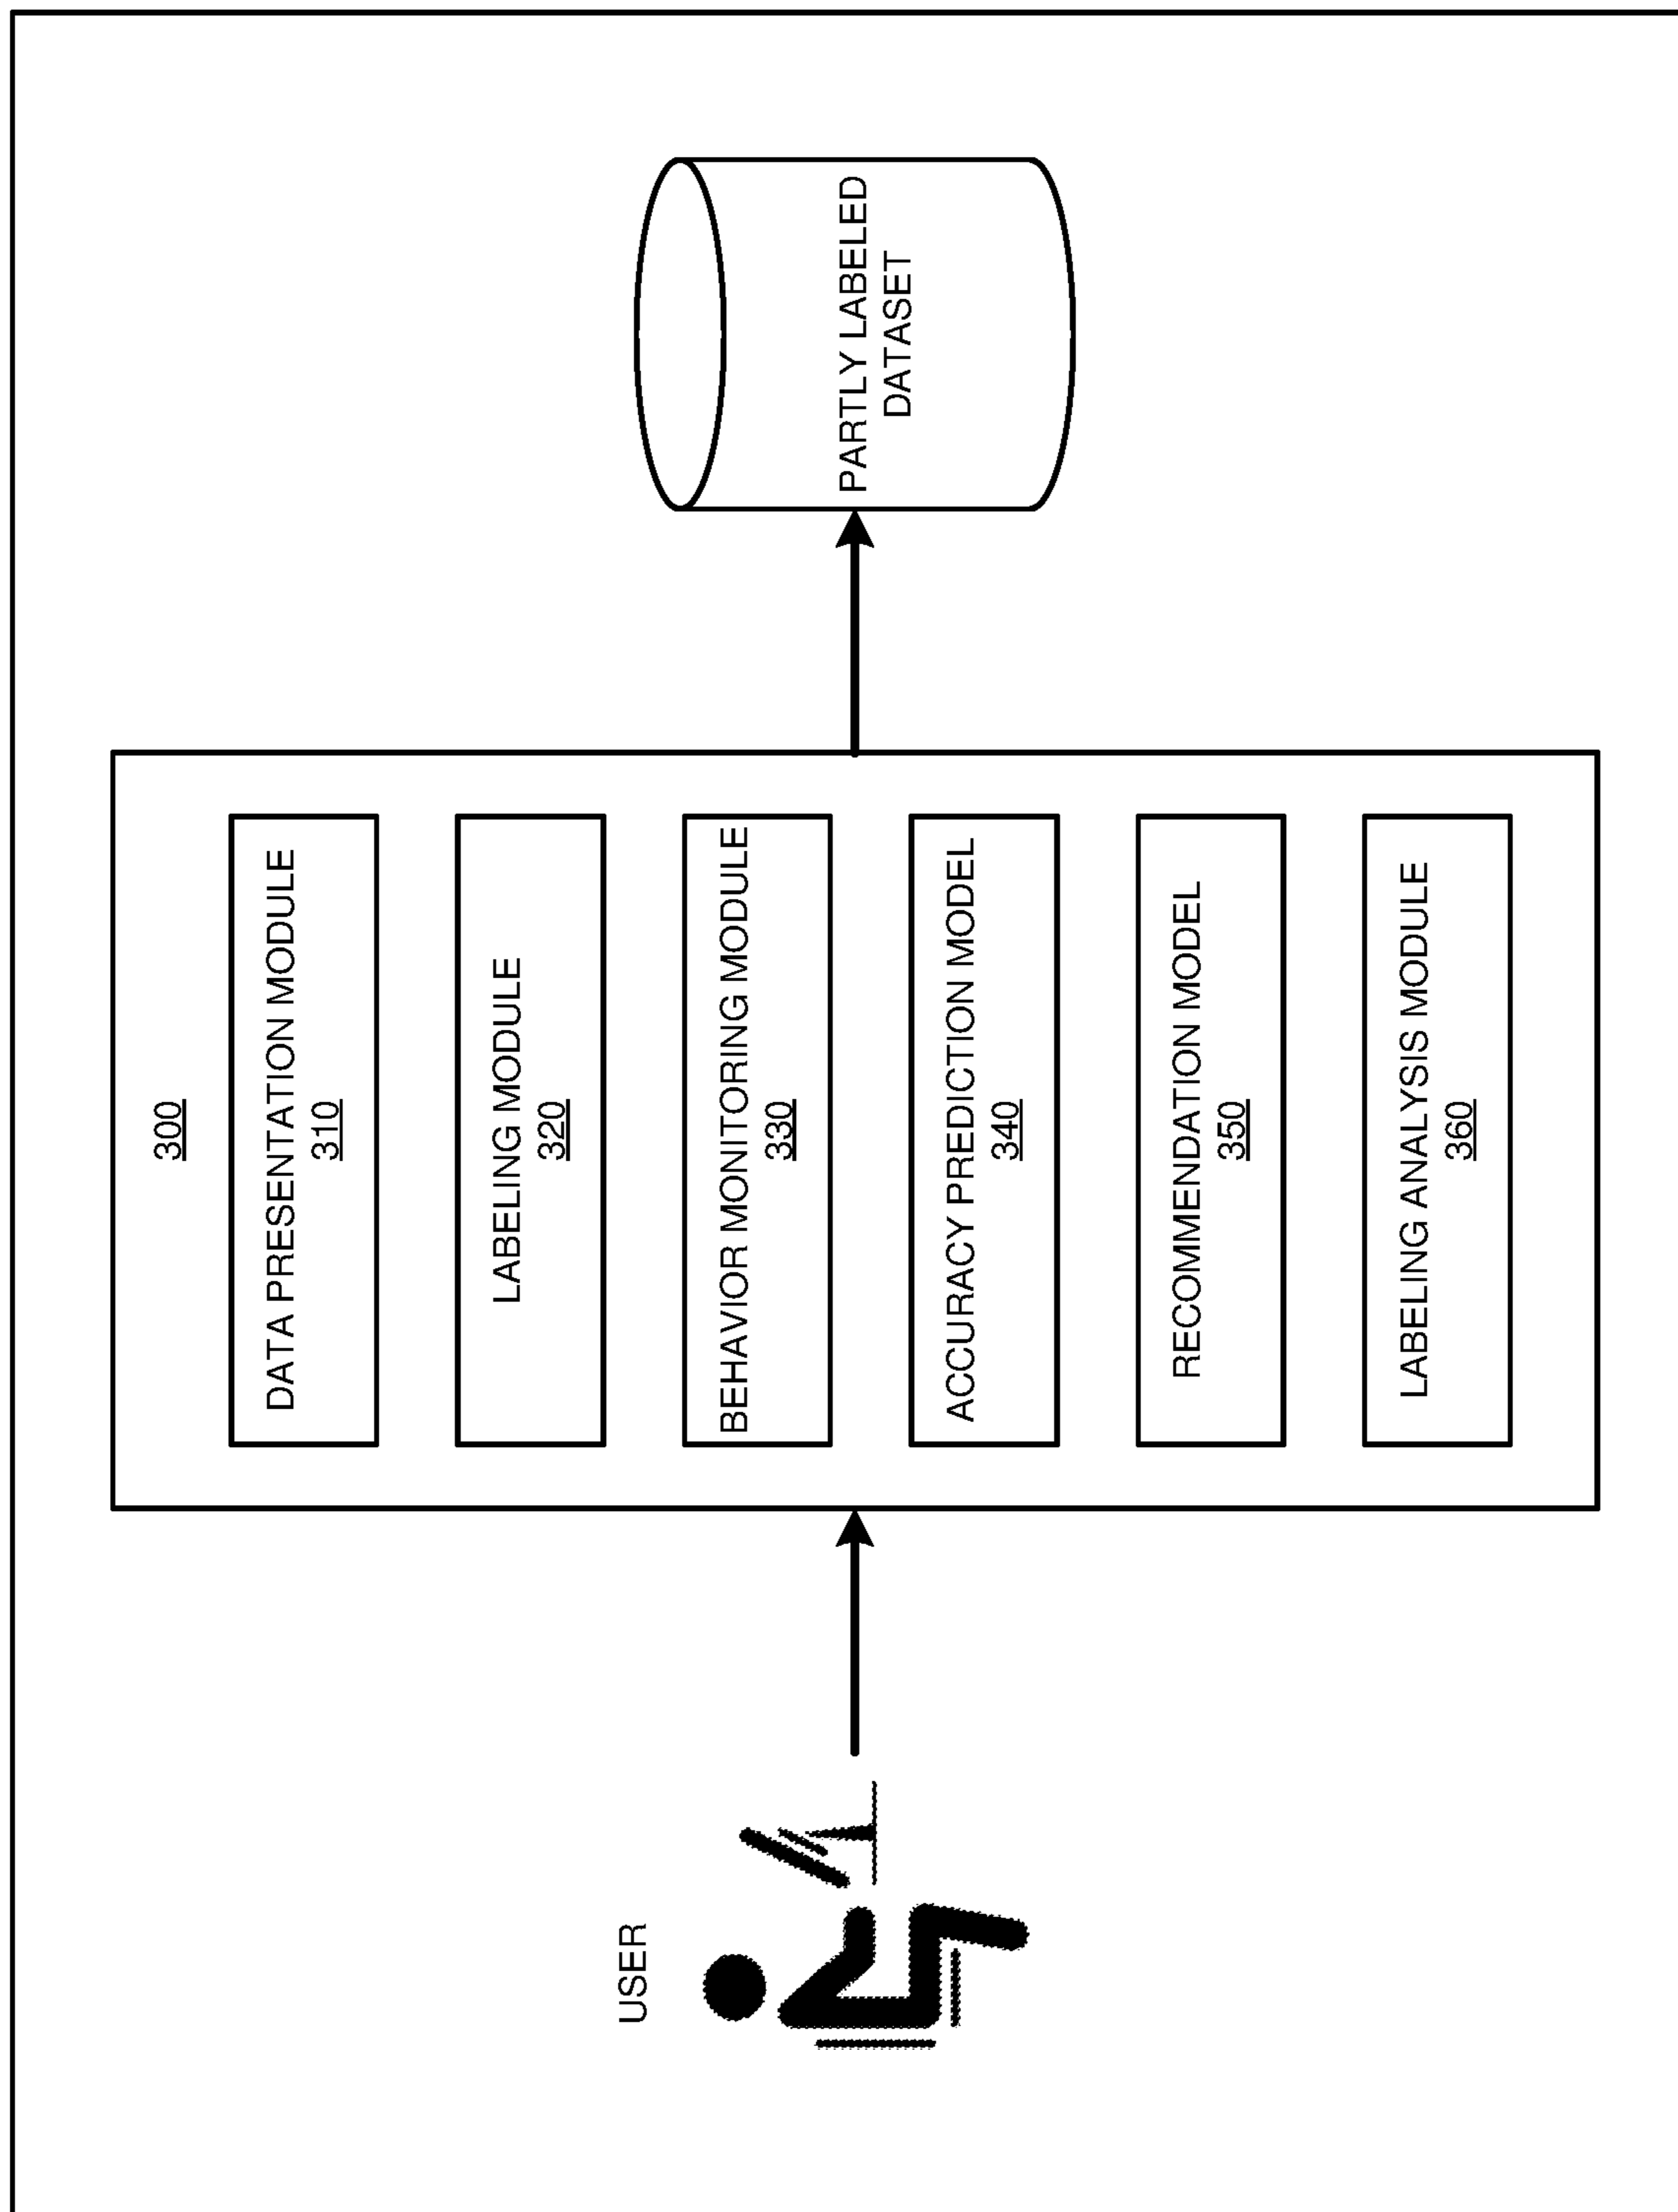 USER
300
DATA PRESENTATION MODULE
310
LABELING MODULE
320
BEHAVIOR MONITORING MODULE
330
ACCURACY PREDICTION MODEL
340
RECOMMENDATION MODEL
350
LABELING ANALYSIS MODULE
360
PARTLY LABELED
DATASET